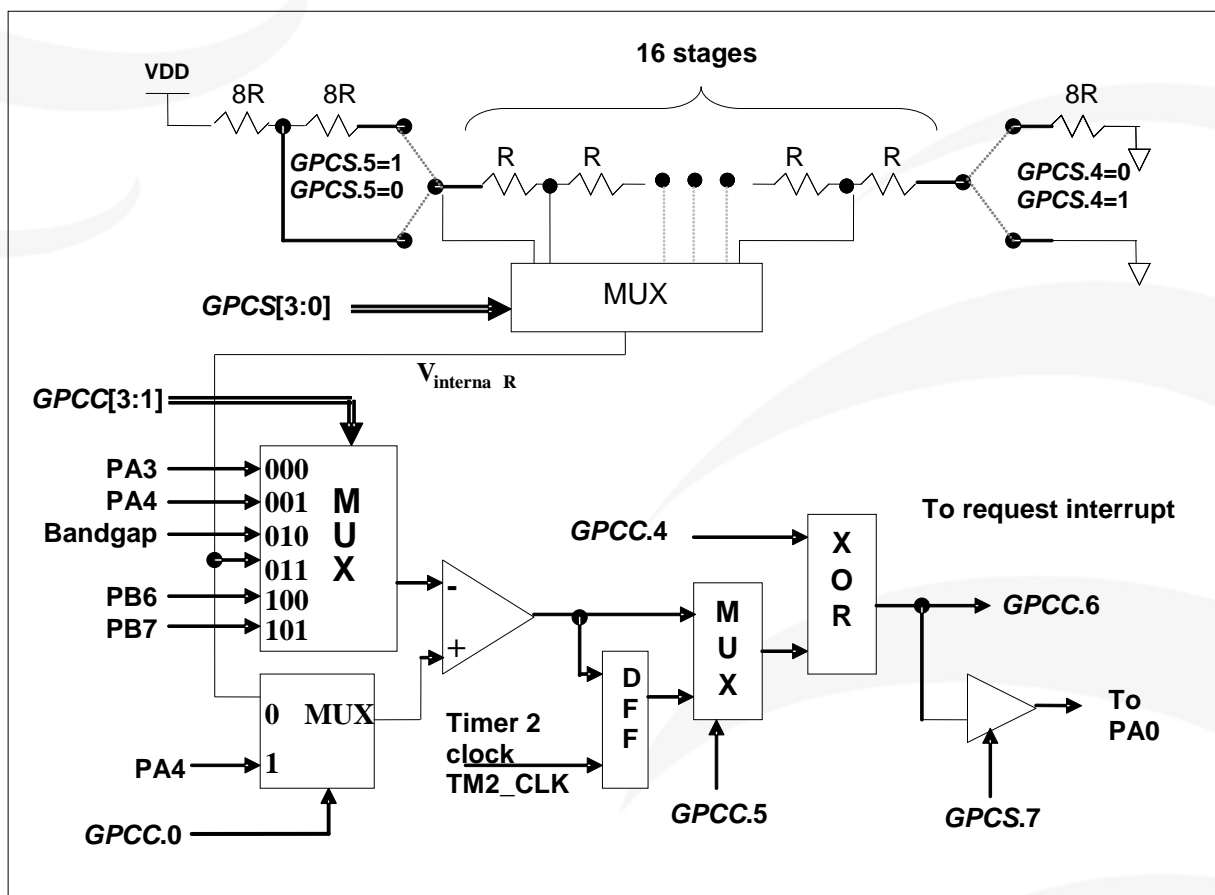 16 stages
VDD
8R
8R
8R
R
R
R
R
GPCS.5=1
GPCS.5=0
GPCS.4=0
GPCS.4=1
MUX
GPCS[3:0]
Vinterna R
GPCC[3:1]
PA3
000
PA4
001
Bandgap
010
011
PB6
100
PB7
101
M
U
X
To request interrupt
GPCC.4
X
O
R
-
+
M
U
X
GPCC.6
D
F
F
0 MUX
1
PA4
GPCC.0
Timer 2
clock
TM2_CLK
GPCC.5
To
PA0
GPCS.7